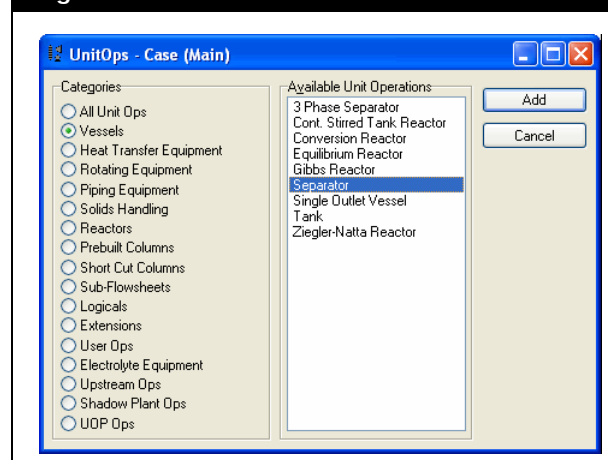 UnitOps - Case (Main)
Categories
All Unit Ops
Vessels
Heat Transfer Equipment
Rotating Equipment
Piping Equipment
Solids Handling
Reactors
Prebuilt Columns
Short Cut Columns
Sub-Flowsheets
Logicals
Extensions
User Ops
Electrolyte Equipment
Upstream Ops
Shadow Plant Ops
UOP Ops
Available Unit Operations
3 Phase Separator
Cont. Stirred Tank Reactor
Conversion Reactor
Equilibrium Reactor
Gibbs Reactor
Separator
Single Outlet Vessel
Tank
Ziegler-Natta Reactor
Add
Cancel